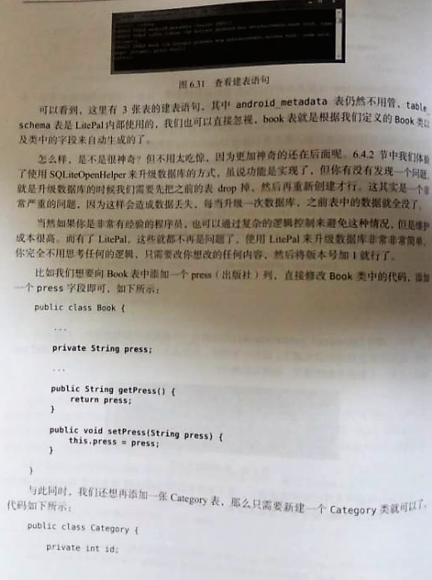 图 6.31 查看建表语句
可以看到，这里有 3 张表的建表语句，其中 android_metadata 表仍然不用管，table_
schema 表是 LitePal 内部使用的，我们也可以直接忽视，book 表就是根据我们定义的 Book 类以
及类中的字段来自动生成的了。
怎么样，是不是很神奇？但不用太吃惊，因为更加神奇的还在后面呢。6.4.2 节中我们体验
了使用 SQLiteOpenHelper 来升级数据库的方式，虽说功能是实现了，但你有没有发现一个问题，
就是升级数据库的时候我们需要先把之前的表 drop 掉，然后再重新创建才行。这其实是一个非
常严重的问题，因为这样会造成数据丢失，每当升级一次数据库，之前表中的数据就全没了。
当然如果你是非常有经验的程序员，也可以通过复杂的逻辑控制来避免这种情况，但是维护
成本很高。而有了 LitePal，这些就都不再是问题了，使用 LitePal 来升级数据库非常非常简单，
你完全不用思考任何的逻辑，只需要改你想改的任何内容，然后将版本号加 1 就行了。
比如我们想要向 Book 表中添加一个 press（出版社）列，直接修改 Book 类中的代码，添加
一个 press 字段即可，如下所示：
public class Book {
...
private String press;
...
public String getPress() {
return press;
}
public void setPress(String press) {
this.press = press;
}
}
与此同时，我们还想再添加一张 Category 表，那么只需要新建一个 Category 类就可以了，
代码如下所示：
public class Category {
private int id;